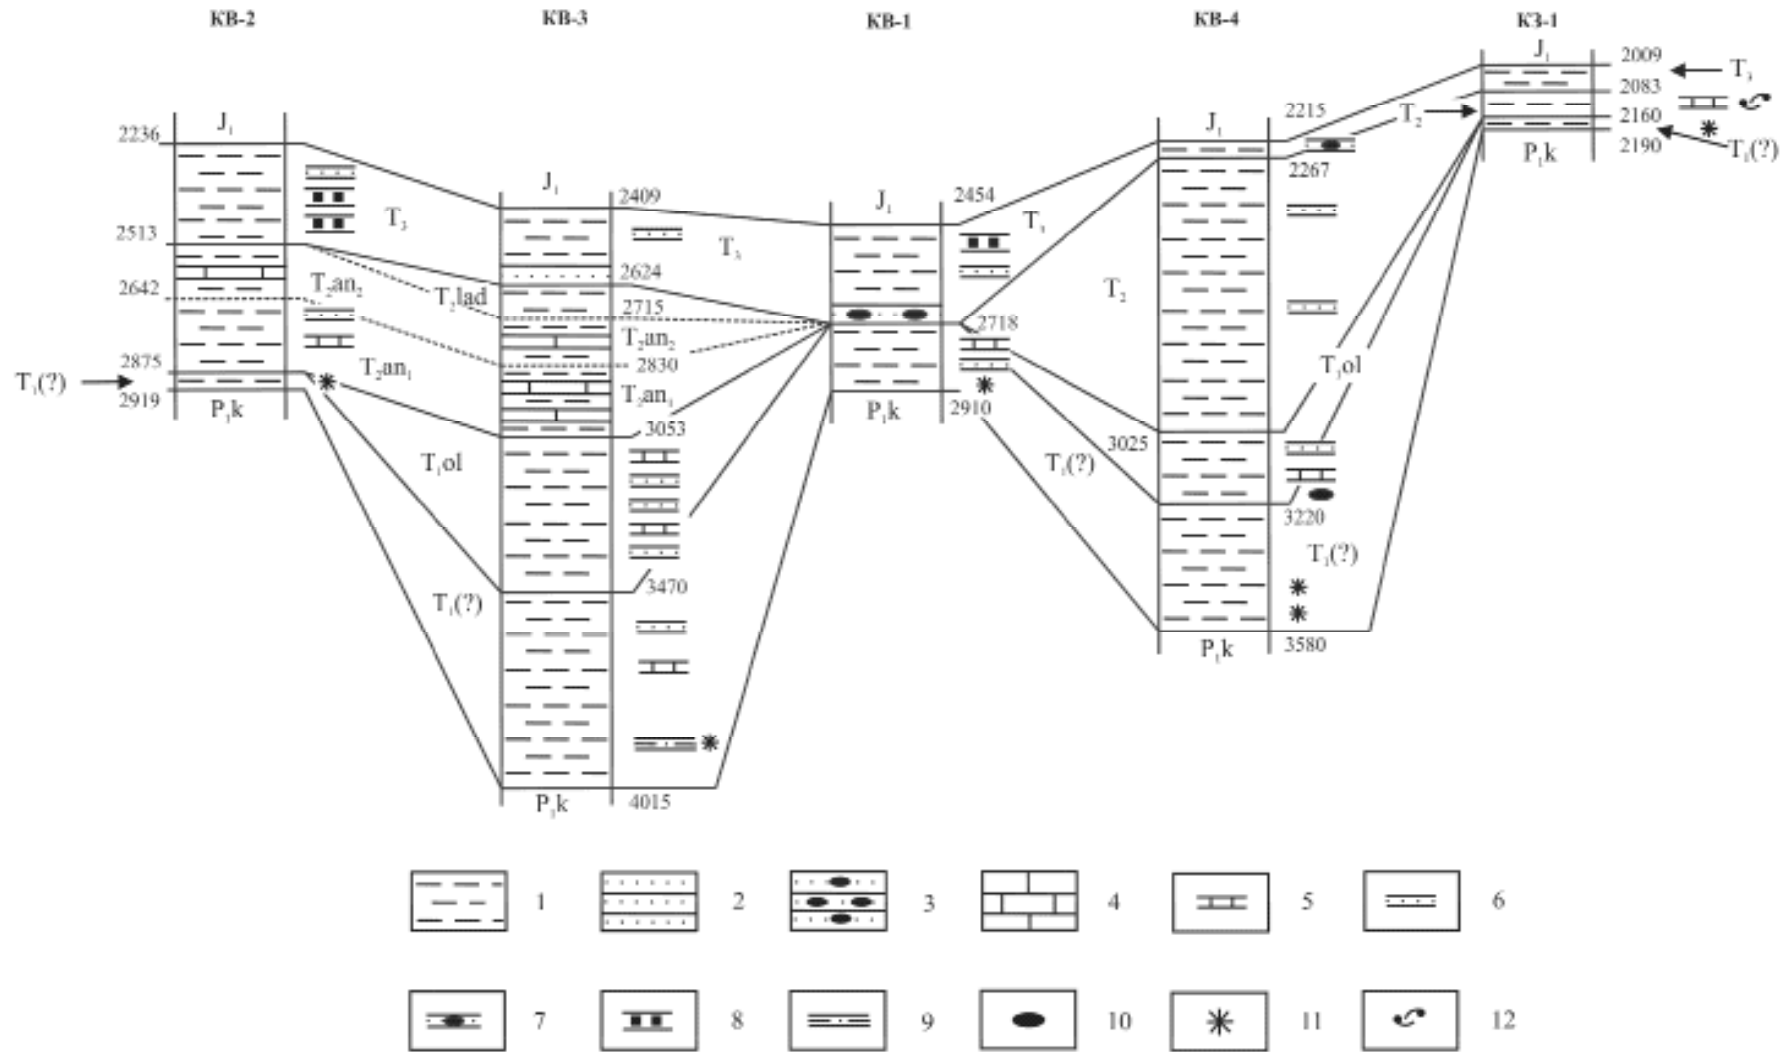 КВ-2 КВ-3 КВ-1 КВ-4 КЗ-1
J₁ 2009
T₃
2083
2215 T₂ 2160
2236 J₁ J₁ 2190 T₁(?)
P₁k
2267
J₁ 2409 2454 J₁
T₃ T₃ T₃
2513
2624
T₂an₂ T₂lad T₂
2642 2715 2718
T₂an₂
2830
2875 T₂an₁ T₁ol
T₁(?) T₂an₁
2919 P₁k P₁k 2910
3053 3025
T₁ol T₁(?)
3220
T₁(?)
3470
T₁(?)
P₁k 3580
P₁k 4015
1 2 3 4 5 6
7 8 9 10 11 12